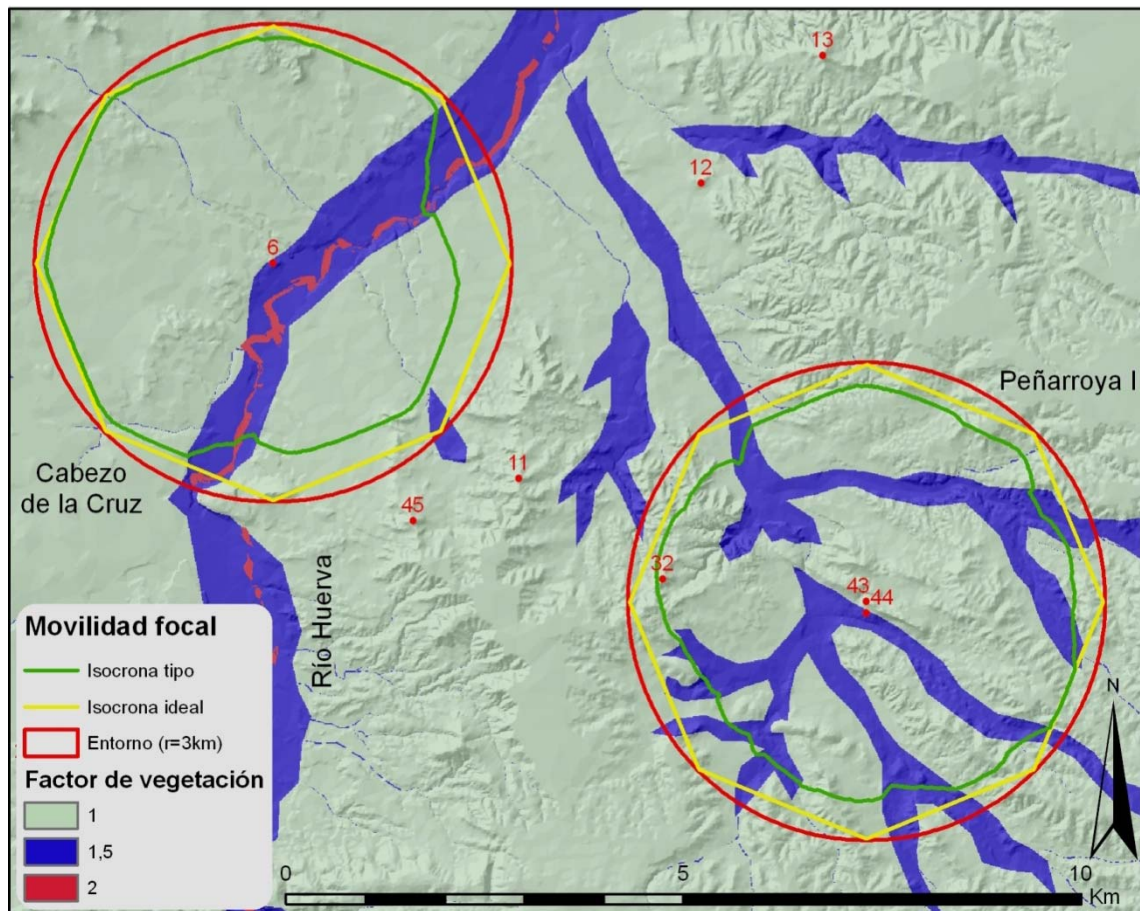 13
12
6
Peñarroya I
11
Cabezo
de la Cruz
45
32
43
44
Río Huerva
N
Movilidad focal
Isocrona tipo
Isocrona ideal
Entorno (r=3km)
Factor de vegetación
1
1,5
2
0
5
10
Km